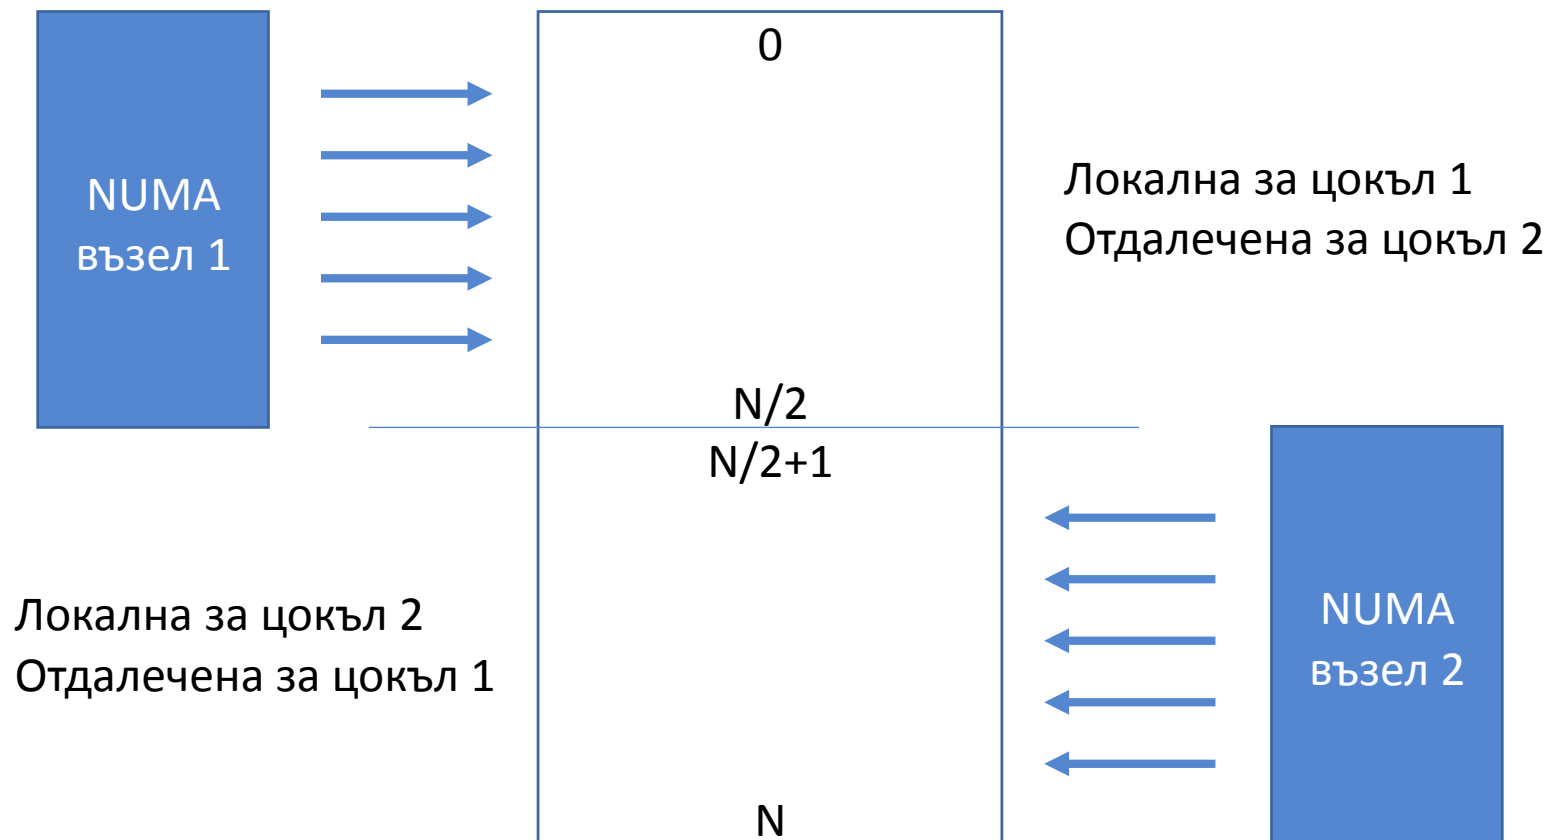 0
NUMA
възел 1
Локална за цокъл 1
Отдалечена за цокъл 2
N/2
N/2+1
Локална за цокъл 2
Отдалечена за цокъл 1
NUMA
възел 2
N